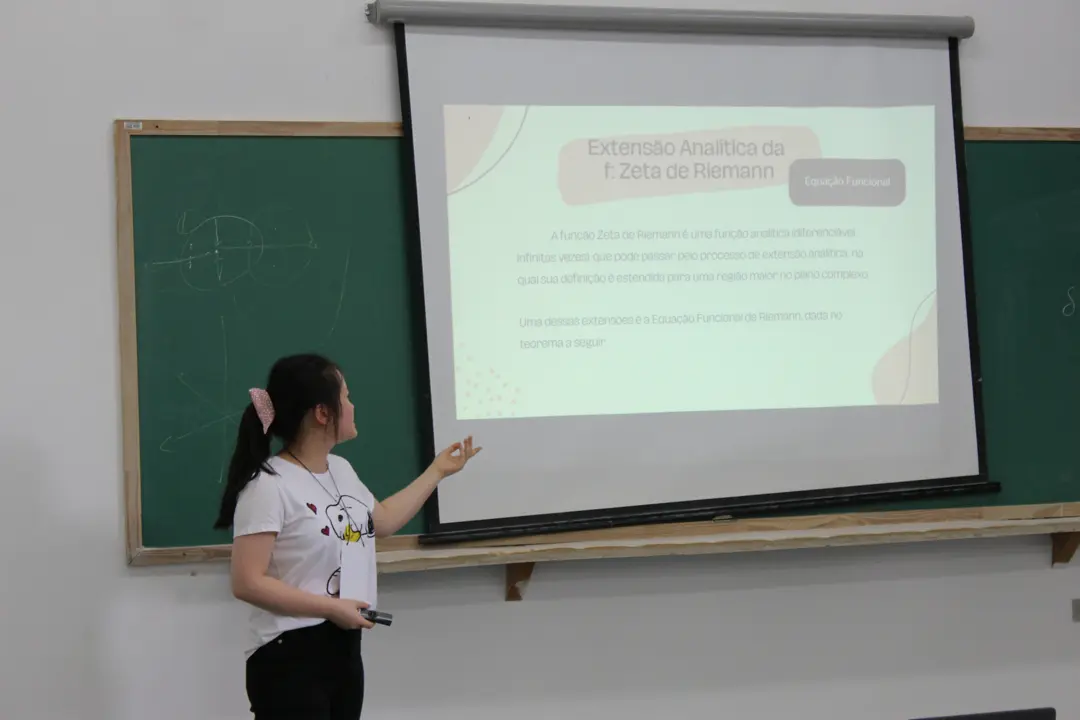 Extensão Analítica da
f: Zeta de Riemann
Equação Funcional
A função Zeta de Riemann é uma função analítica (diferenciável
infinitas vezes) que pode passar pelo processo de extensão analítica, na
qual sua definição é estendida para uma região maior no plano complexo.
Uma dessas extensões é a Equação Funcional de Riemann, dada no
teorema a seguir